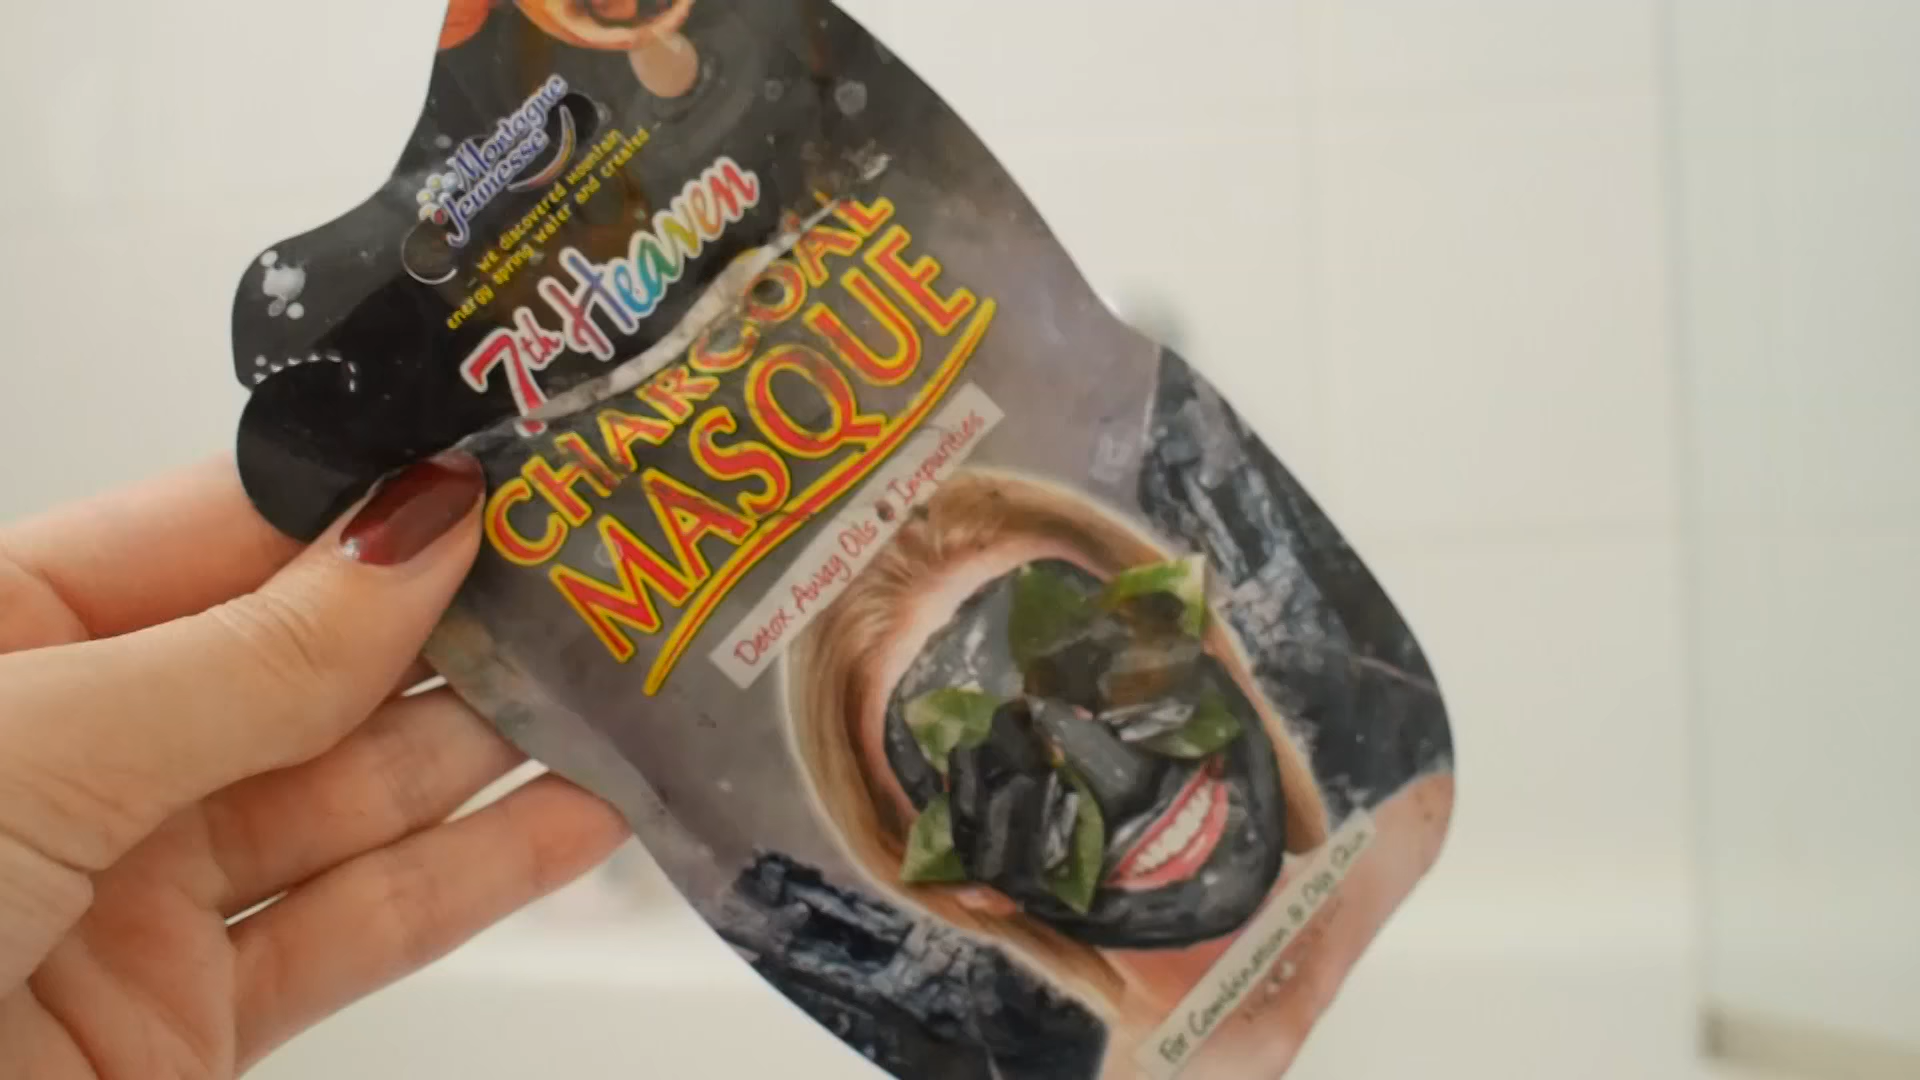 Montagne
Jeunesse
we discovered mountain
energy spring water and created
7th Heaven
CHARCOAL
MASQUE
Detox Away Oils & Impurities
For Combination & Oily Skin